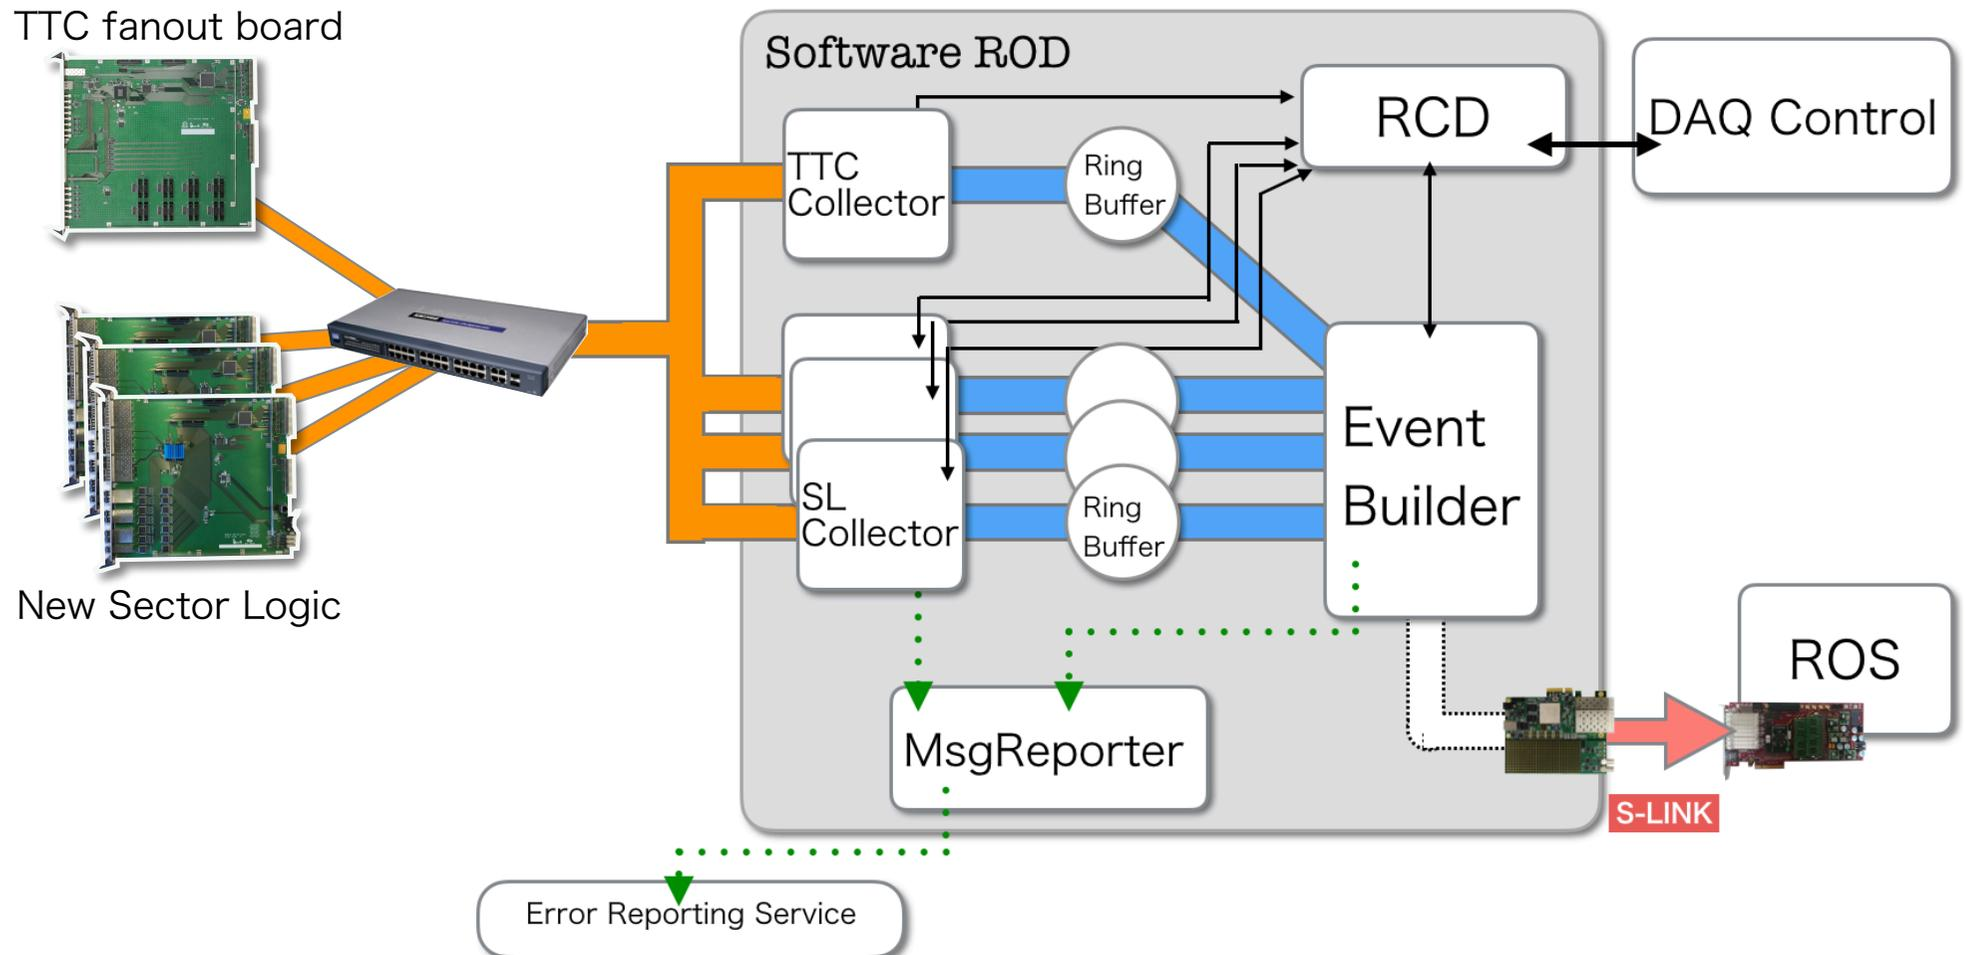 TTC fanout board
Software ROD
RCD
DAQ Control
TTC
Collector
Ring
Buffer
Event
Builder
SL
Collector
Ring
Buffer
New Sector Logic
ROS
MsgReporter
S-LINK
Error Reporting Service